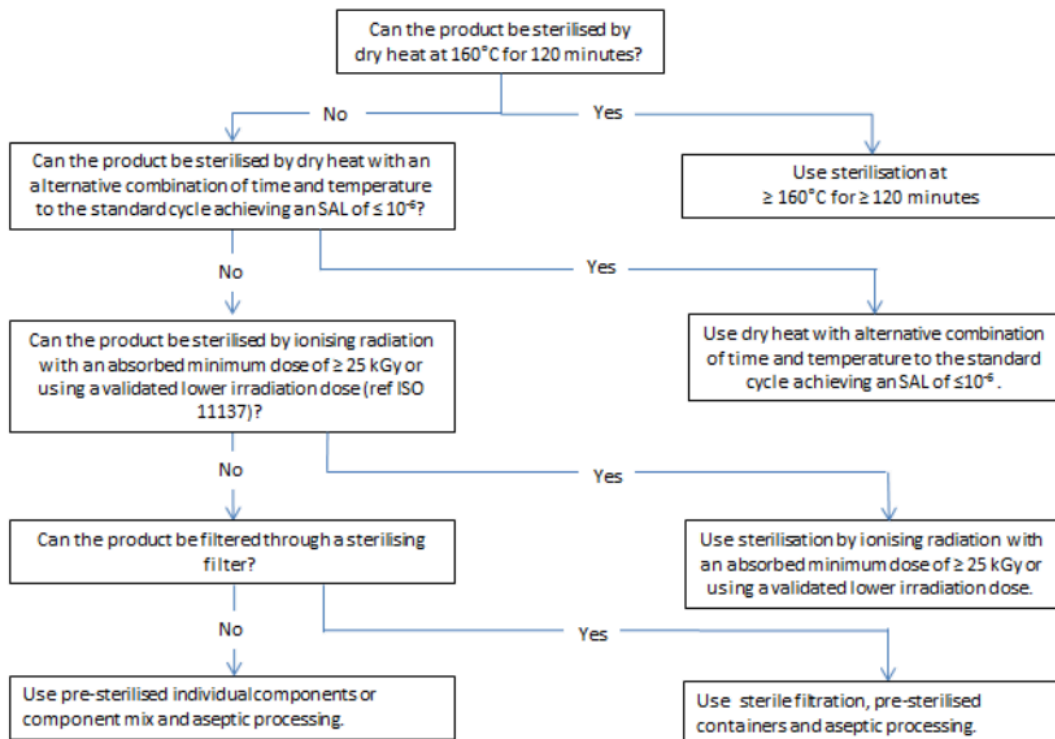 Can the product be sterilised by
dry heat at 160°C for 120 minutes?
No
Yes
Can the product be sterilised by dry heat with an
alternative combination of time and temperature
to the standard cycle achieving an SAL of ≤ 10⁻⁶?
Use sterilisation at
≥ 160°C for ≥ 120 minutes
No
Yes
Can the product be sterilised by ionising radiation
with an absorbed minimum dose of ≥ 25 kGy or
using a validated lower irradiation dose (ref ISO
11137)?
Use dry heat with alternative combination
of time and temperature to the standard
cycle achieving an SAL of ≤10⁻⁶ .
No
Yes
Can the product be filtered through a sterilising
filter?
Use sterilisation by ionising radiation with
an absorbed minimum dose of ≥ 25 kGy or
using a validated lower irradiation dose.
No
Yes
Use pre-sterilised individual components or
component mix and aseptic processing.
Use sterile filtration, pre-sterilised
containers and aseptic processing.